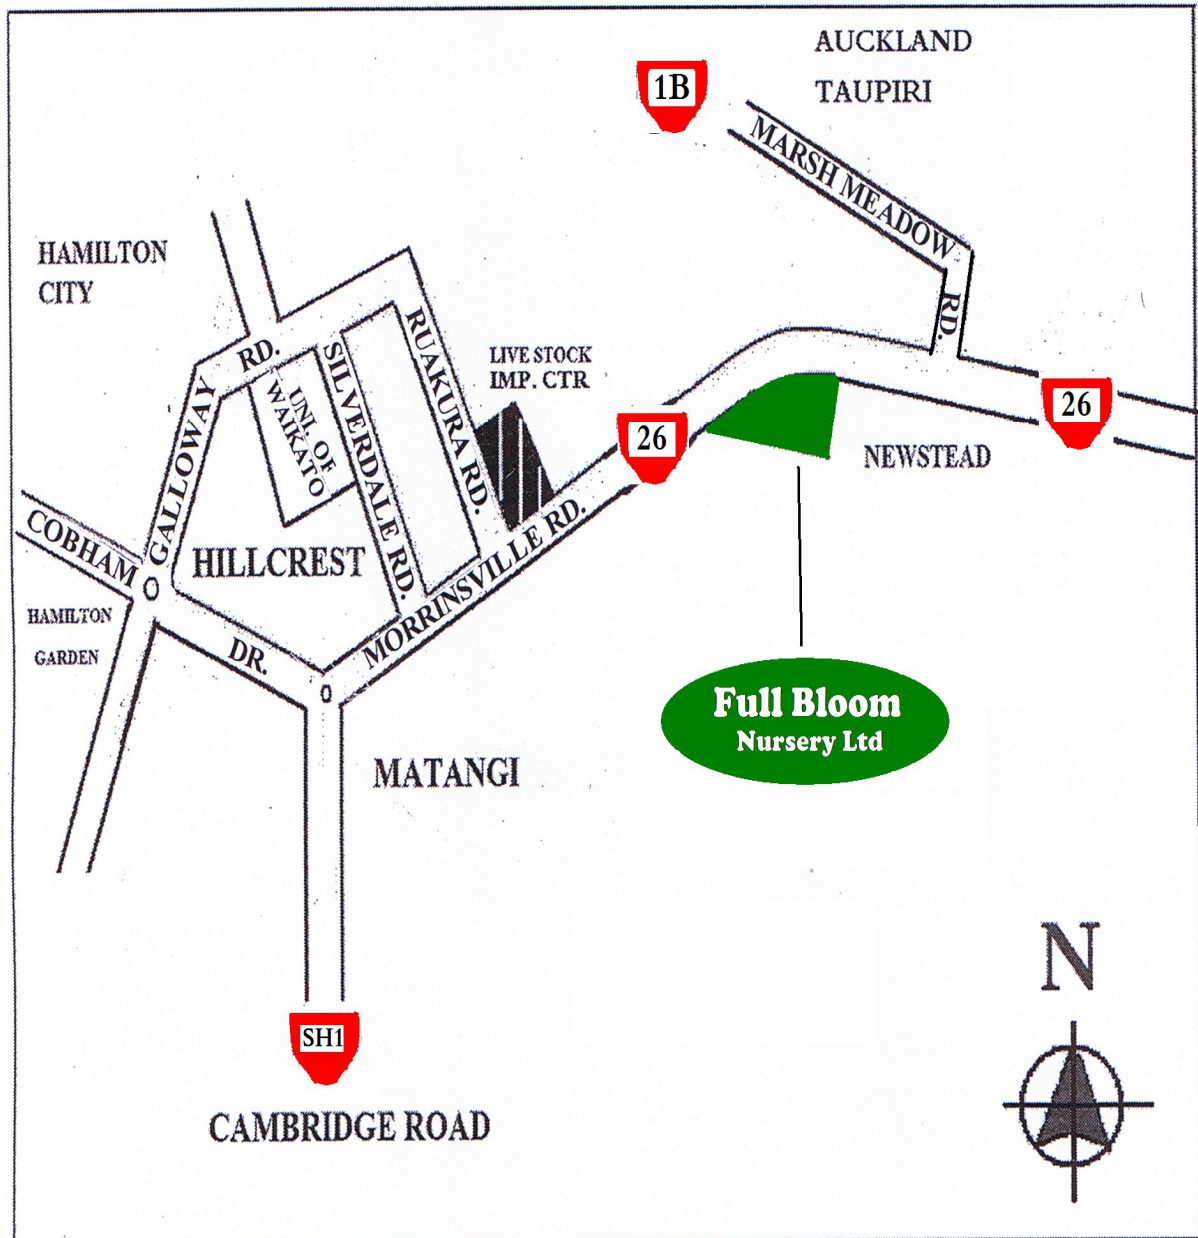 AUCKLAND
TAUPIRI
1B
MARSH MEADOW
RD.
HAMILTON
CITY
RD.
GALLOWAY
UNI. OF
WAIKATO
SILVERDALE RD.
RUAKURA RD.
LIVE STOCK
IMP. CTR
26
26
NEWSTEAD
COBHAM
DR.
HILLCREST
MORRINSVILLE RD.
HAMILTON
GARDEN
Full Bloom
Nursery Ltd
MATANGI
N
SH1
CAMBRIDGE ROAD